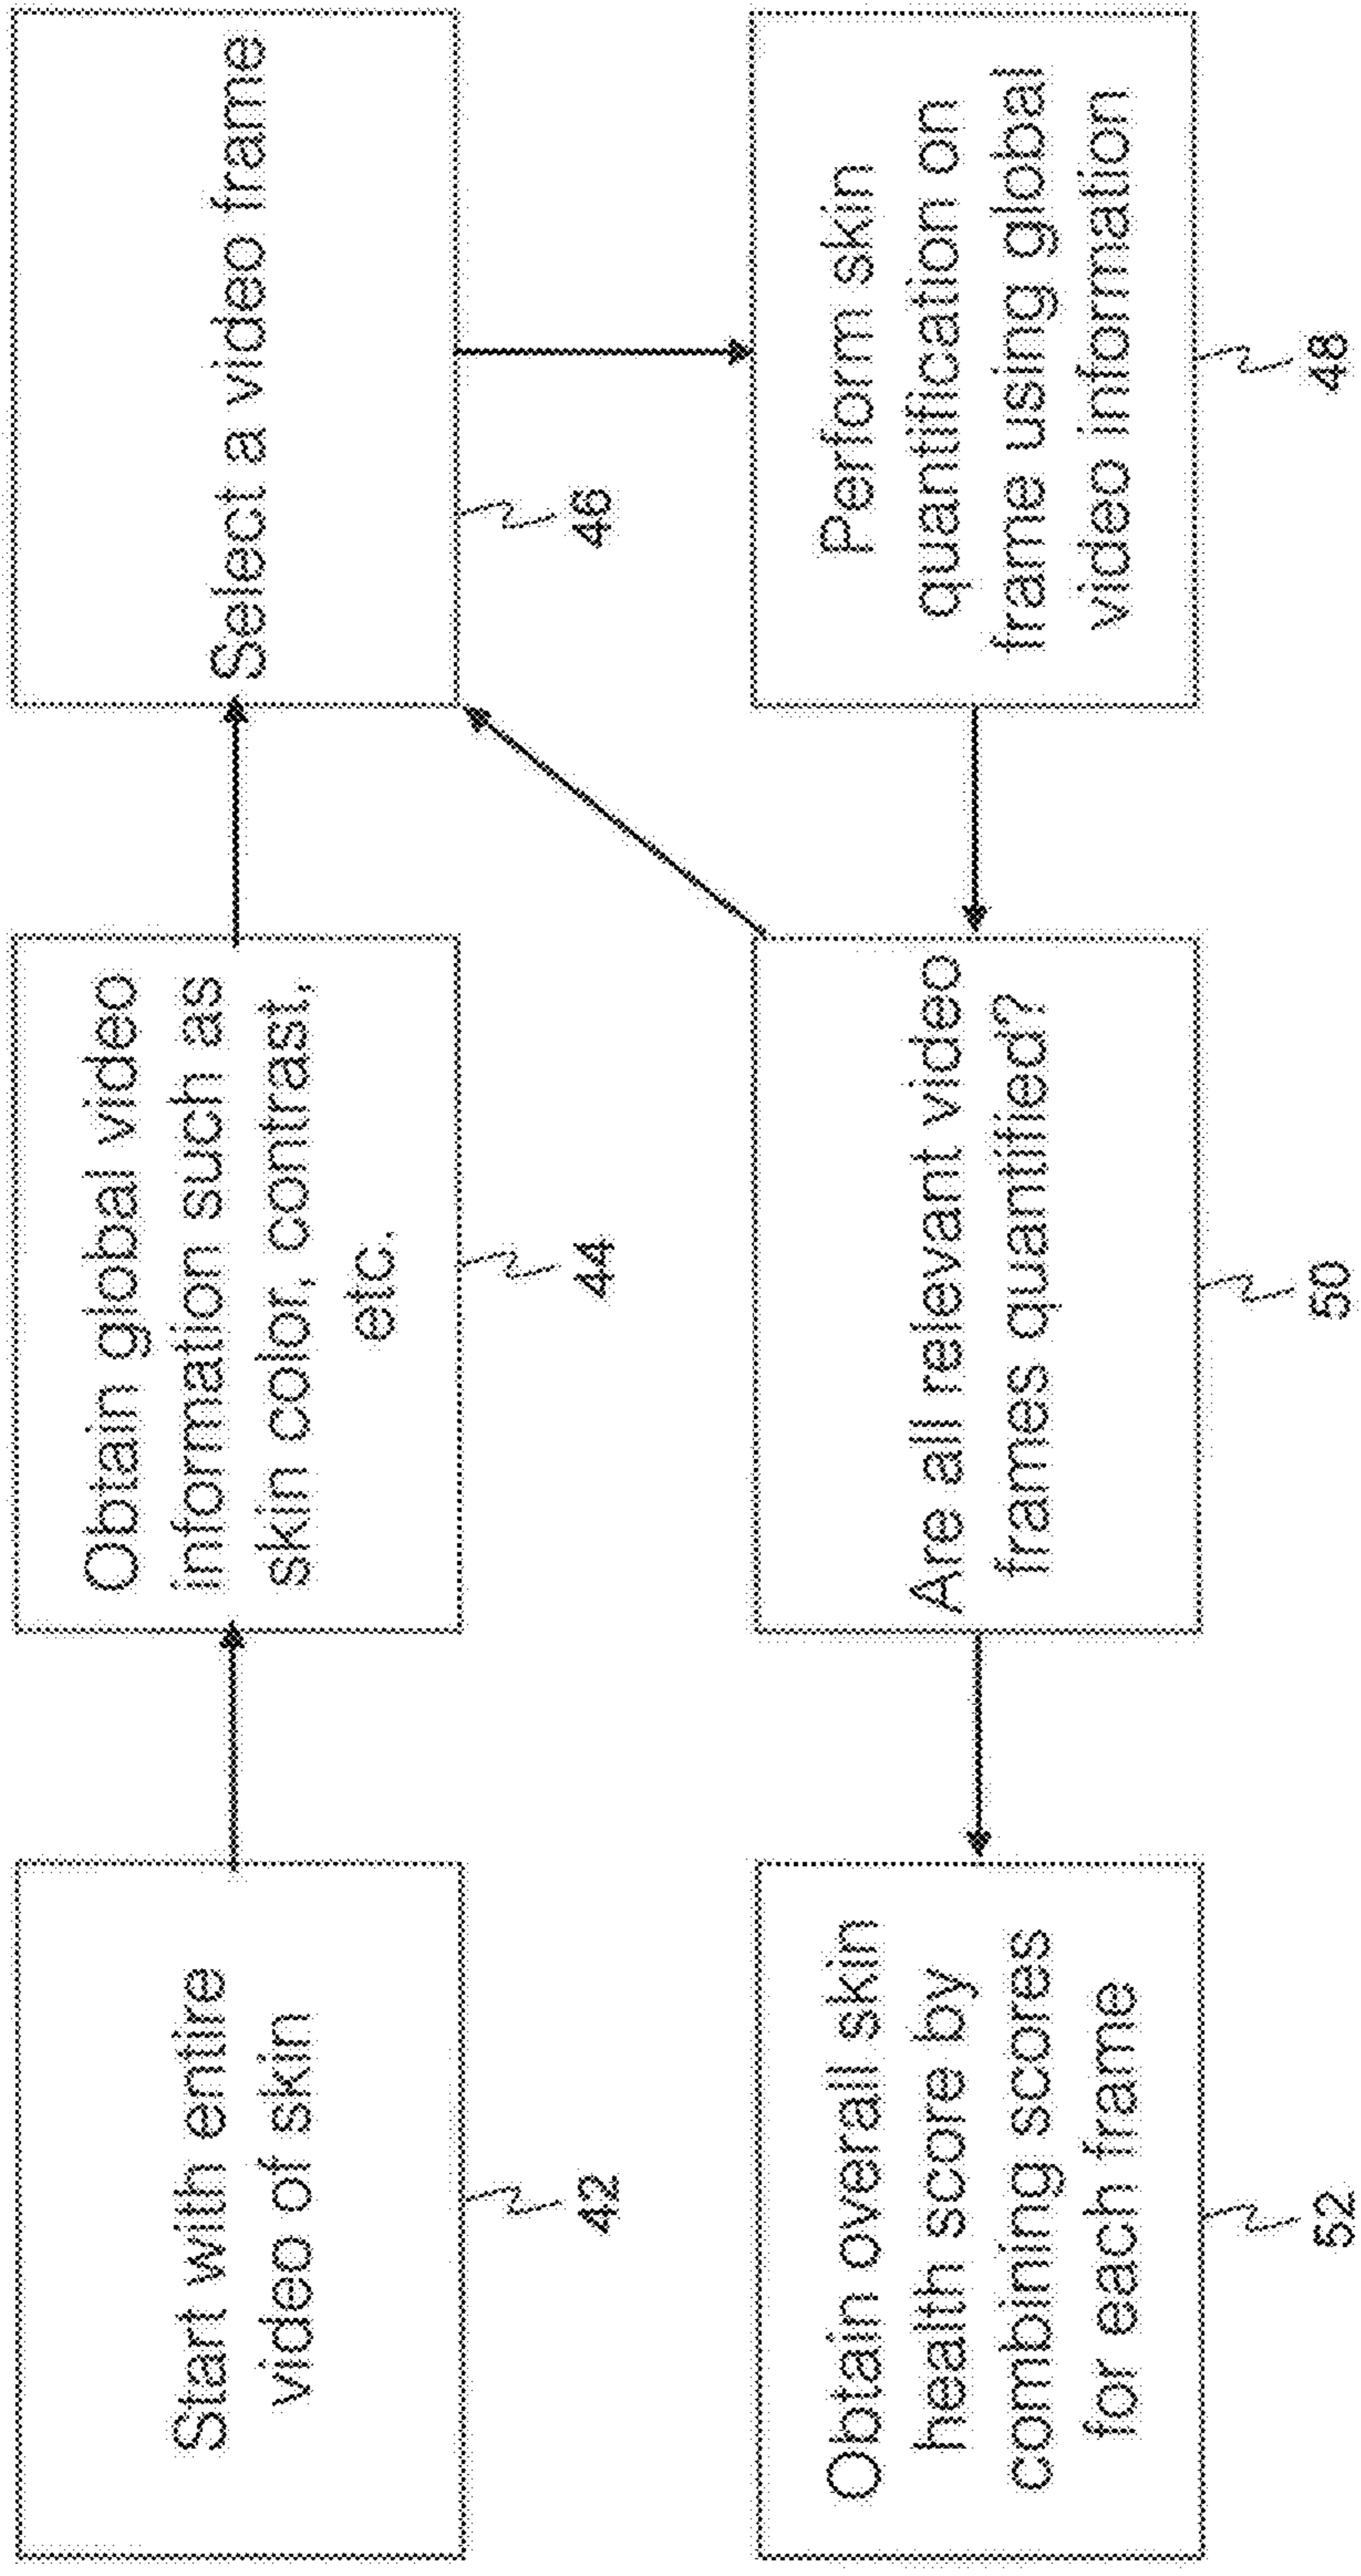 Start with entire
video of skin
42
Obtain global video
information such as
skin color, contrast,
etc.
44
Select a video frame
46
Perform skin
quantification on
frame using global
video information
48
Are all relevant video
frames quantified?
50
Obtain overall skin
health score by
combining scores
for each frame
52